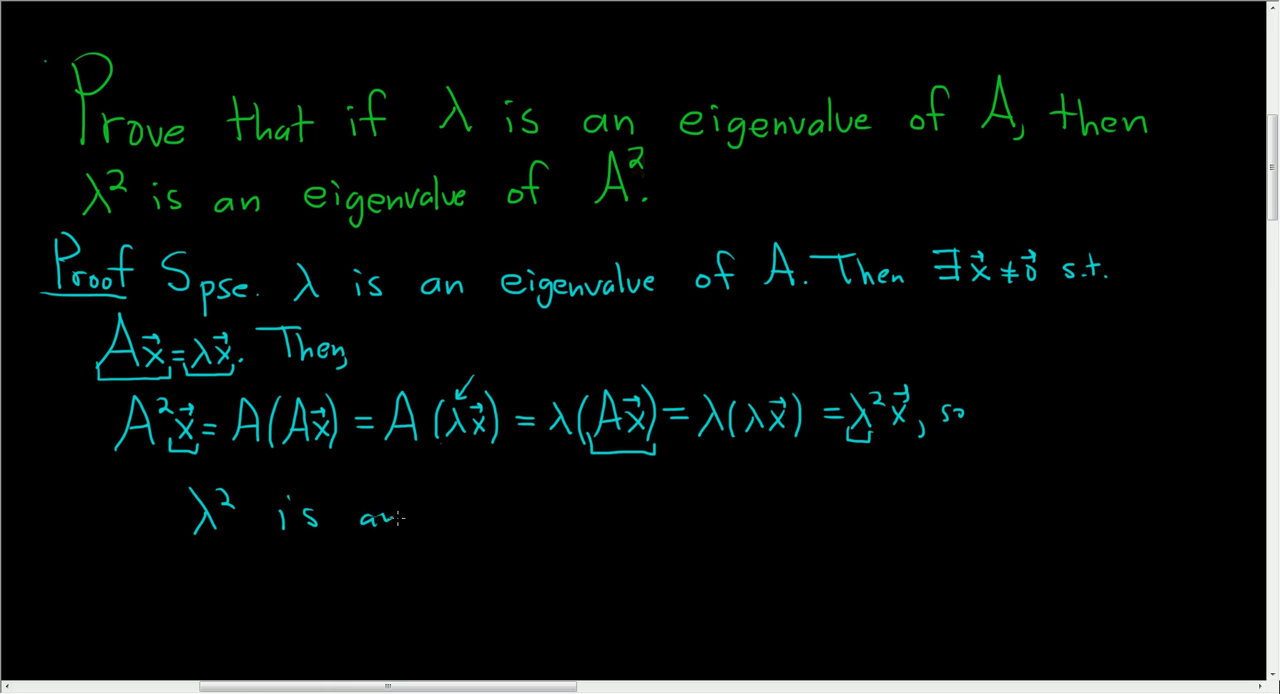 Prove that if λ is an eigenvalue of A, then
λ² is an eigenvalue of A².
Proof Spse. λ is an eigenvalue of A. Then ∃x⃗≠0⃗ s.t.
Ax⃗=λx⃗. Then,
A²x⃗ = A(Ax⃗) = A(λx⃗) = λ(Ax⃗) = λ(λx⃗) = λ²x⃗, so
λ² is an